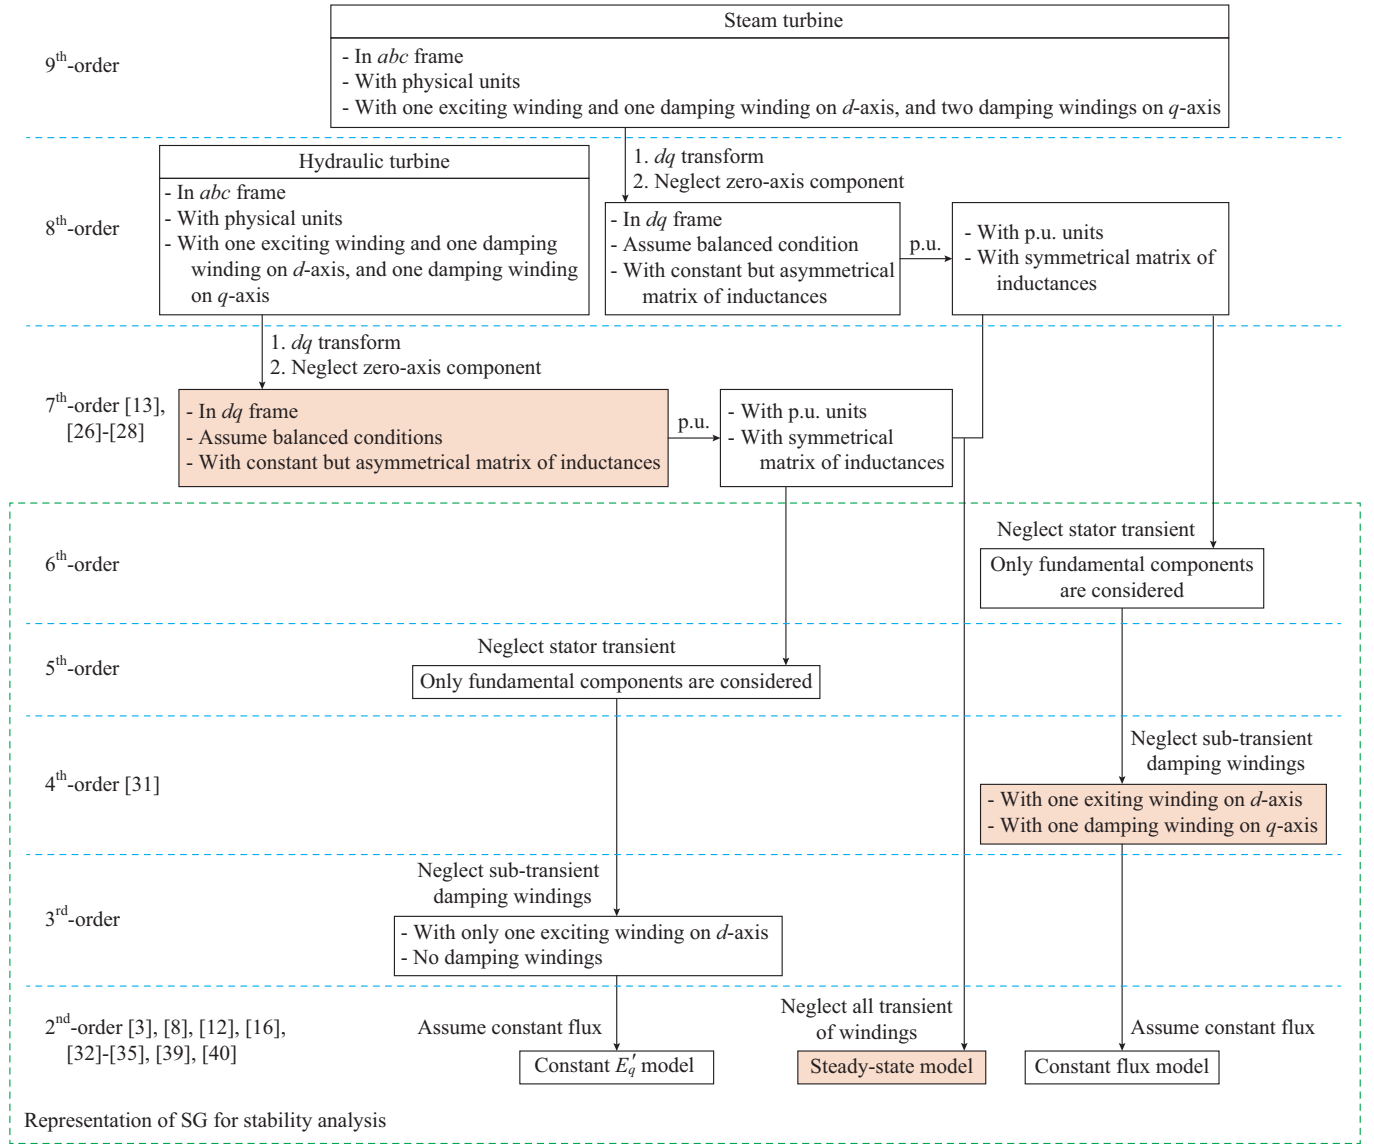 Steam turbine
9th-order
- In abc frame
- With physical units
- With one exciting winding and one damping winding on d-axis, and two damping windings on q-axis
1. dq transform
2. Neglect zero-axis component
8th-order
Hydraulic turbine
- In abc frame
- With physical units
- With one exciting winding and one damping
winding on d-axis, and one damping winding
on q-axis
- In dq frame
- Assume balanced condition
- With constant but asymmetrical
matrix of inductances
p.u.
- With p.u. units
- With symmetrical matrix of
inductances
1. dq transform
2. Neglect zero-axis component
7th-order [13],
[26]-[28]
- In dq frame
- Assume balanced conditions
- With constant but asymmetrical matrix of inductances
p.u.
- With p.u. units
- With symmetrical
matrix of inductances
Neglect stator transient
6th-order
Only fundamental components
are considered
Neglect stator transient
5th-order
Only fundamental components are considered
Neglect sub-transient
damping windings
4th-order [31]
- With one exiting winding on d-axis
- With one damping winding on q-axis
Neglect sub-transient
damping windings
3rd-order
- With only one exciting winding on d-axis
- No damping windings
2nd-order [3], [8], [12], [16],
[32]-[35], [39], [40]
Assume constant flux
Constant E′q model
Neglect all transient
of windings
Steady-state model
Assume constant flux
Constant flux model
Representation of SG for stability analysis